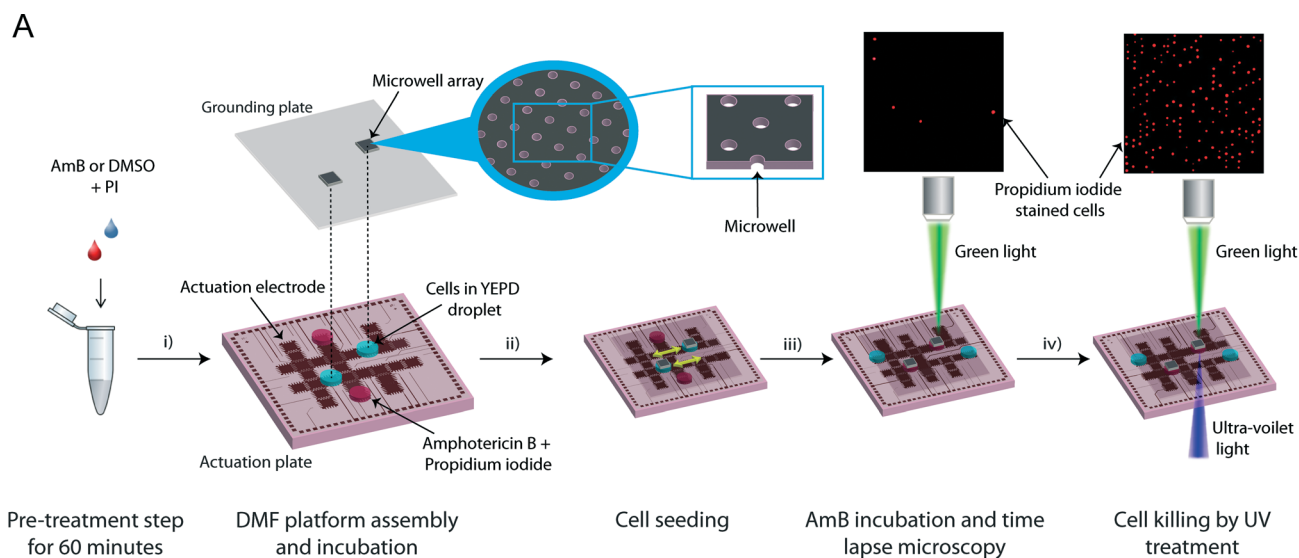 A
Microwell array
Grounding plate
AmB or DMSO
+ PI
Microwell
Propidium iodide
stained cells
Green light
Green light
Actuation electrode
Cells in YEPD
droplet
i)
ii)
iii)
iv)
Amphotericin B +
Propidium iodide
Actuation plate
Ultra-voilet
light
Pre-treatment step
for 60 minutes
DMF platform assembly
and incubation
Cell seeding
AmB incubation and time
lapse microscopy
Cell killing by UV
treatment